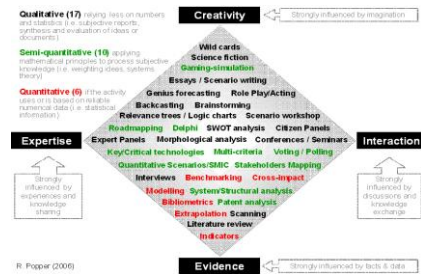 Qualitative (17) relying less on numbers
and statistics (i.e. subjective reports,
synthesis and evaluation of ideas or
documents)
Semi-quantitative (10) applying
mathematical principles to process subjective
knowledge (i.e. weighting ideas, systems
theory)
Quantitative (6) if the activity
uses or is based on reliable
numerical data (i.e. statistical
information)
Creativity
Strongly influenced by imagination
Wild cards
Science fiction
Gaming-simulation
Essays / Scenario writing
Genius forecasting Role Play/Acting
Backcasting Brainstorming
Relevance trees / Logic charts Scenario workshop
Roadmapping Delphi SWOT analysis Citizen Panels
Expert Panels Morphological analysis Conferences / Seminars
Key/Critical technologies Multi-criteria Voting / Polling
Quantitative Scenarios/SMIC Stakeholders Mapping
Interviews Benchmarking Cross-impact
Modelling System/Structural analysis
Bibliometrics Patent analysis
Extrapolation Scanning
Literature review
Indicators
Expertise
Strongly
influenced by
experiences and
knowledge
sharing
Interaction
Strongly
influenced by
discussions and
knowledge
exchange
R. Popper (2006)
Evidence
Strongly influenced by facts & data